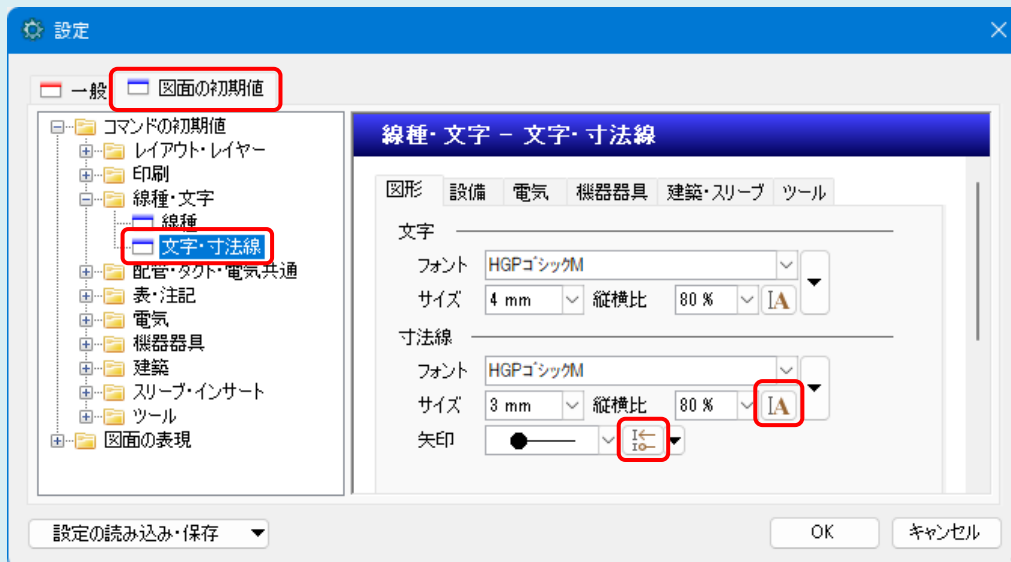 設定
一般
図面の初期値
コマンドの初期値
レイアウト・レイヤー
印刷
線種・文字
線種
文字・寸法線
配管・ダクト・電気共通
表・注記
電気
機器器具
建築
スリーブ・インサート
ツール
図面の表現
線種・文字 − 文字・寸法線
図形 設備 電気 機器器具 建築・スリーブ ツール
文字
フォント HGPゴシックM
サイズ 4 mm 縦横比 80 %
寸法線
フォント HGPゴシックM
サイズ 3 mm 縦横比 80 %
矢印
設定の読み込み・保存
OK
キャンセル